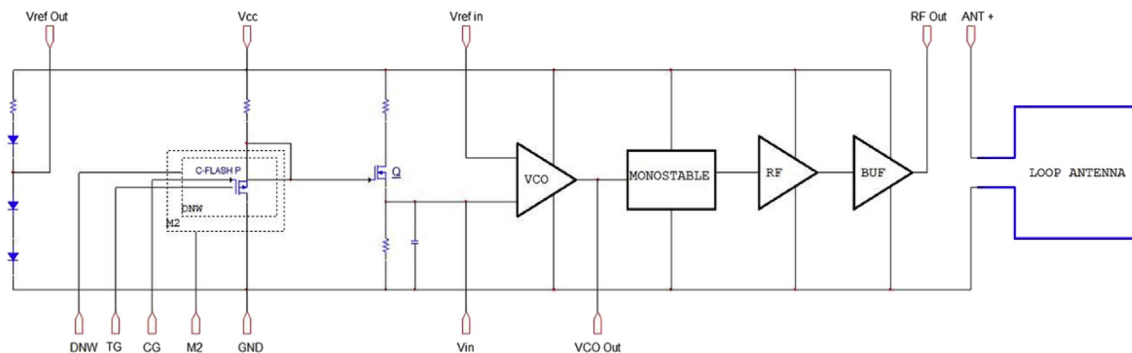 Vref Out
Vcc
Vref in
RF Out
ANT +
C-FLASH P
Q
DNW
M2
VCO
MONOSTABLE
RF
BUF
LOOP ANTENNA
DNW
TG
CG
M2
GND
Vin
VCO Out